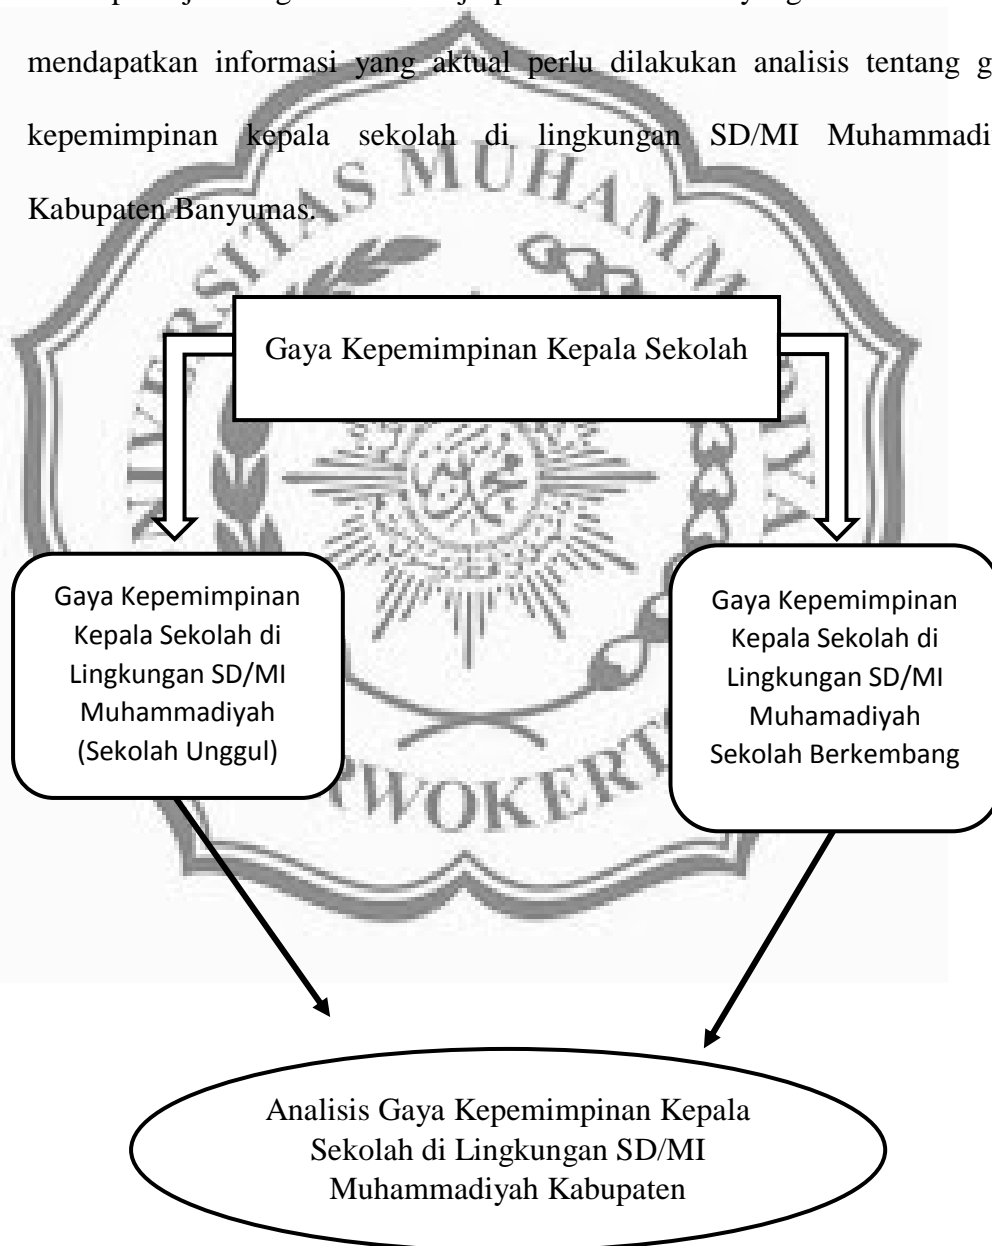 mendapatkan informasi yang aktual perlu dilakukan analisis tentang g
kepemimpinan kepala sekolah di lingkungan SD/MI Muhammadi
Kabupaten Banyumas.
Gaya Kepemimpinan Kepala Sekolah
Gaya Kepemimpinan
Kepala Sekolah di
Lingkungan SD/MI
Muhammadiyah
(Sekolah Unggul)
Gaya Kepemimpinan
Kepala Sekolah di
Lingkungan SD/MI
Muhamadiyah
Sekolah Berkembang
Analisis Gaya Kepemimpinan Kepala
Sekolah di Lingkungan SD/MI
Muhammadiyah Kabupaten